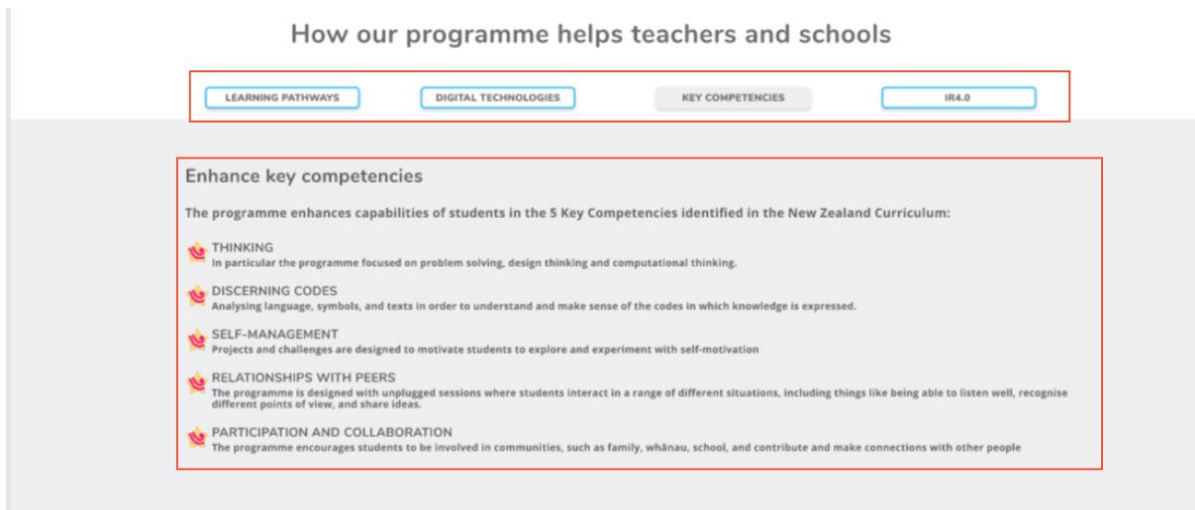 How our programme helps teachers and schools
LEARNING PATHWAYS
DIGITAL TECHNOLOGIES
KEY COMPETENCIES
IR4.0
Enhance key competencies
The programme enhances capabilities of students in the 5 Key Competencies identified in the New Zealand Curriculum:
THINKING
In particular the programme focused on problem solving, design thinking and computational thinking.
DISCERNING CODES
Analysing language, symbols, and texts in order to understand and make sense of the codes in which knowledge is expressed.
SELF-MANAGEMENT
Projects and challenges are designed to motivate students to explore and experiment with self-motivation
RELATIONSHIPS WITH PEERS
The programme is designed with unplugged sessions where students interact in a range of different situations, including things like being able to listen well, recognise
different points of view, and share ideas.
PARTICIPATION AND COLLABORATION
The programme encourages students to be involved in communities, such as family, whānau, school, and contribute and make connections with other people